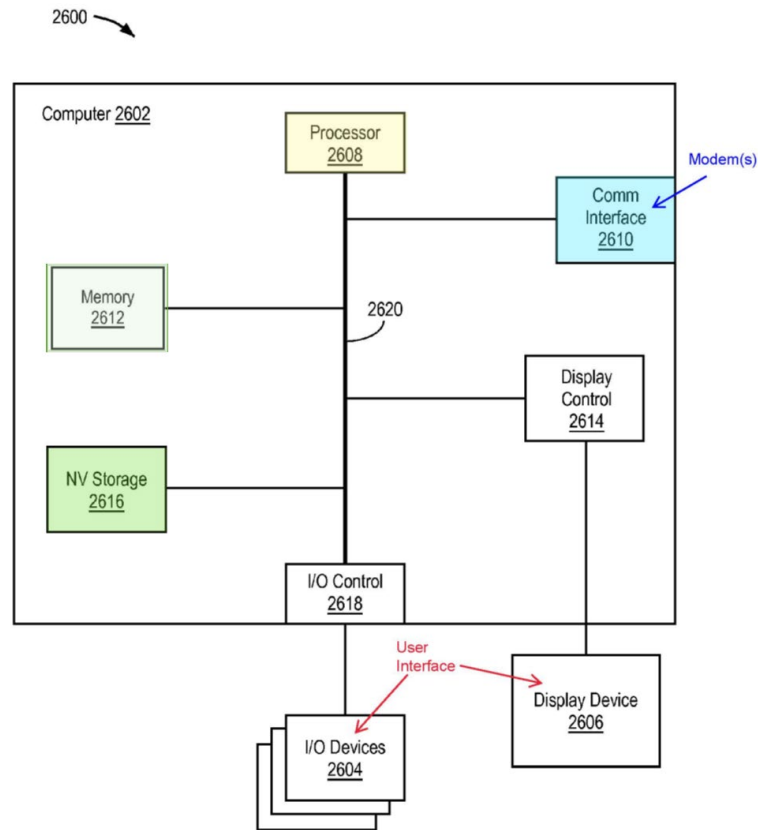 2600
Computer 2602
Processor
2608
Modem(s)
Comm
Interface
2610
Memory
2612
2620
Display
Control
2614
NV Storage
2616
I/O Control
2618
User
Interface
Display Device
2606
I/O Devices
2604